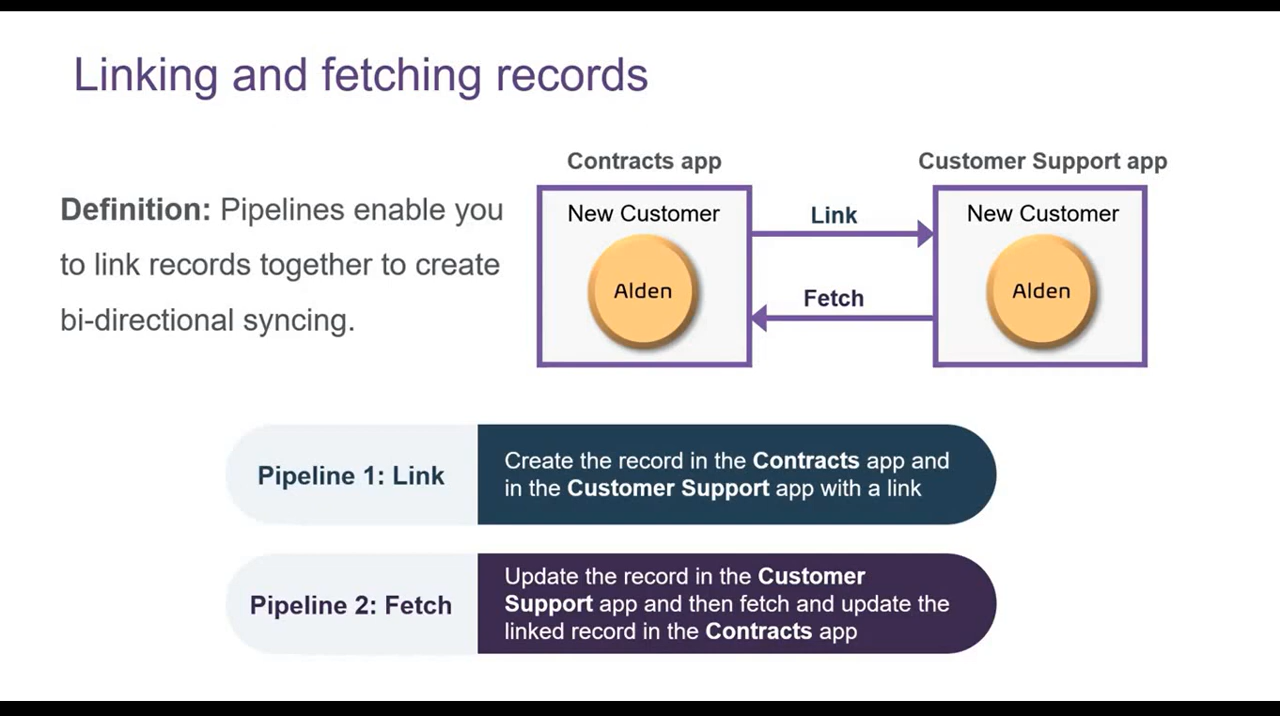 Linking and fetching records
Definition: Pipelines enable you
to link records together to create
bi-directional syncing.
Contracts app
New Customer
Alden
Link
Fetch
Customer Support app
New Customer
Alden
Pipeline 1: Link
Create the record in the Contracts app and
in the Customer Support app with a link
Pipeline 2: Fetch
Update the record in the Customer
Support app and then fetch and update the
linked record in the Contracts app